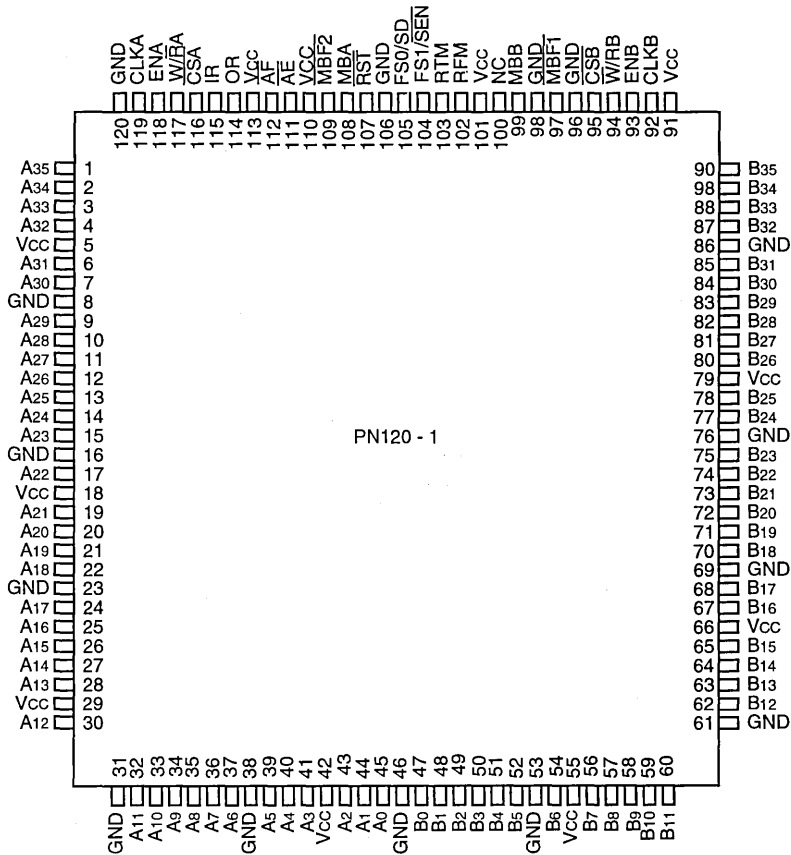 GND CLKA ENA W/RA CSA IR OR VCC AF AE VCC MBF2 MBA RST GND FS0/SD FS1/SEN RTM RFM VCC NC MBB GND MBF1 GND CSB W/RB ENB CLKB VCC
120 119 118 117 116 115 114 113 112 111 110 109 108 107 106 105 104 103 102 101 100 99 98 97 96 95 94 93 92 91
A35 1 90 B35
A34 2 98 B34
A33 3 88 B33
A32 4 87 B32
VCC 5 86 GND
A31 6 85 B31
A30 7 84 B30
GND 8 83 B29
A29 9 82 B28
A28 10 81 B27
A27 11 80 B26
A26 12 79 VCC
A25 13 78 B25
A24 14 77 B24
A23 15 PN120 - 1 76 GND
GND 16 75 B23
A22 17 74 B22
VCC 18 73 B21
A21 19 72 B20
A20 20 71 B19
A19 21 70 B18
A18 22 69 GND
GND 23 68 B17
A17 24 67 B16
A16 25 66 VCC
A15 26 65 B15
A14 27 64 B14
A13 28 63 B13
VCC 29 62 B12
A12 30 61 GND
31 32 33 34 35 36 37 38 39 40 41 42 43 44 45 46 47 48 49 50 51 52 53 54 55 56 57 58 59 60
GND A11 A10 A9 A8 A7 A6 GND A5 A4 A3 VCC A2 A1 A0 GND B0 B1 B2 B3 B4 B5 GND B6 VCC B7 B8 B9 B10 B11